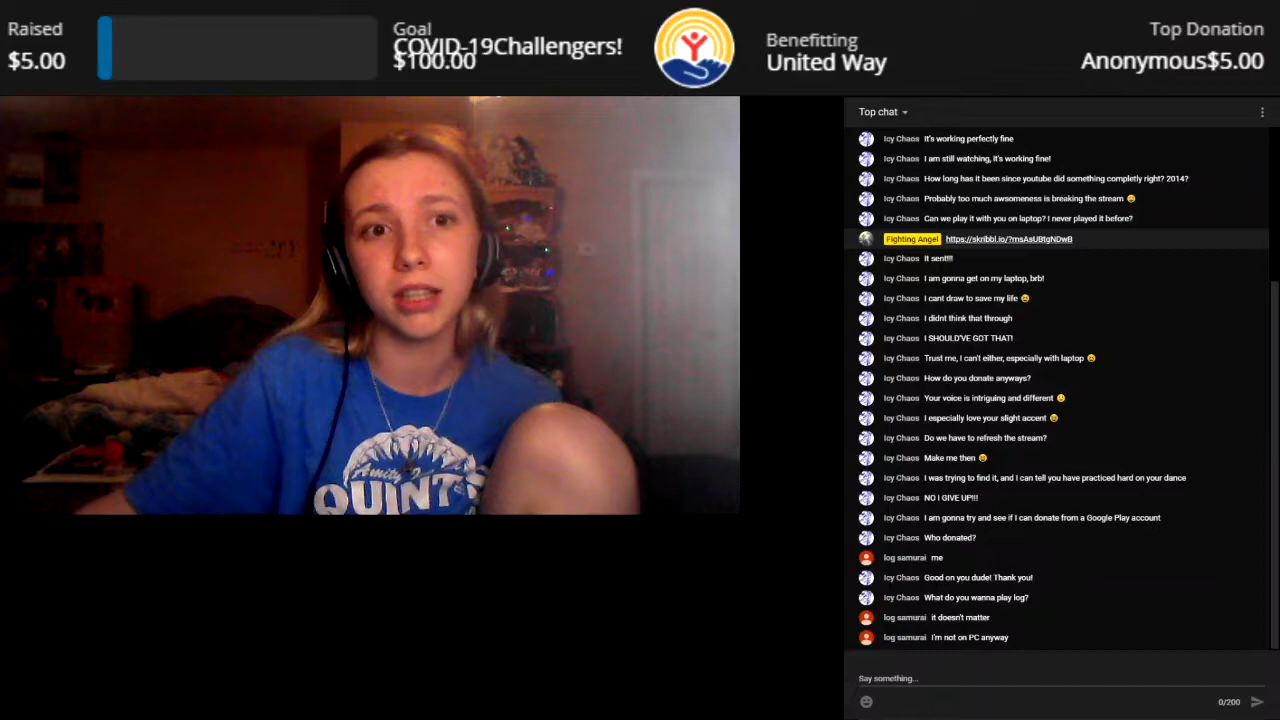 Raised
$5.00
Goal
COVID-19Challengers!
$100.00
Benefitting
United Way
Top Donation
Anonymous$5.00
Top chat
Icy Chaos It's working perfectly fine
Icy Chaos I am still watching, it's working fine!
Icy Chaos How long has it been since youtube did something completly right? 2014?
Icy Chaos Probably too much awsomeness is breaking the stream 😅
Icy Chaos Can we play it with you on laptop? I never played it before?
Fighting Angel https://skribbl.io/?msAsUBtgNDwB
Icy Chaos It sent!!!
Icy Chaos I am gonna get on my laptop, brb!
Icy Chaos I cant draw to save my life
Icy Chaos I didnt think that through
Icy Chaos I SHOULD'VE GOT THAT!
Icy Chaos Trust me, I can't either, especially with laptop
Icy Chaos How do you donate anyways?
Icy Chaos Your voice is intriguing and different
Icy Chaos I especially love your slight accent
Icy Chaos Do we have to refresh the stream?
Icy Chaos Make me then
Icy Chaos I was trying to find it, and I can tell you have practiced hard on your dance
Icy Chaos NO I GIVE UP!!!
Icy Chaos I am gonna try and see if I can donate from a Google Play account
Icy Chaos Who donated?
log samurai me
Icy Chaos Good on you dude! Thank you!
Icy Chaos What do you wanna play log?
log samurai it doesn't matter
log samurai I'm not on PC anyway
Say something...
0/200
Amity
QUINT'S